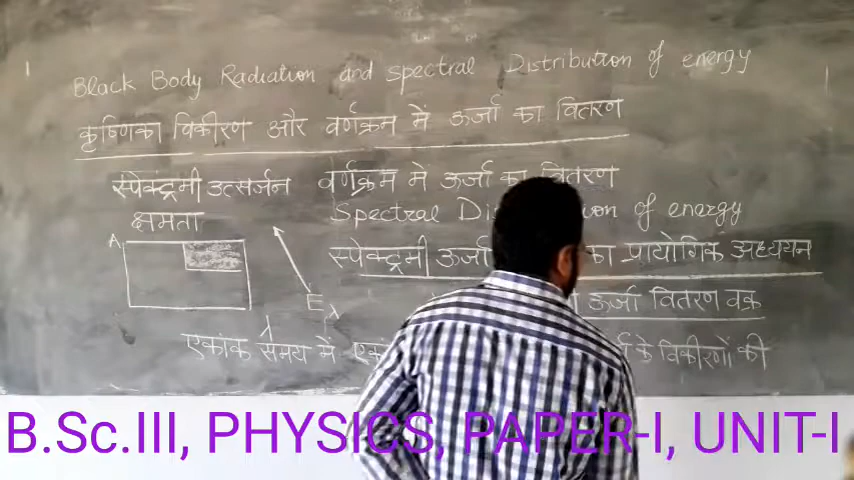 Black Body Radiation and spectral Distribution of energy
कृष्णिका विकीरण और वर्णक्रम में ऊर्जा का वितरण
स्पेक्ट्रमी उत्सर्जन क्षमता
वर्णक्रम में ऊर्जा का वितरण
Spectral Di on of energy
स्पेक्ट्रमी ऊर्जा का प्रायोगिक अध्ययन
ऊर्जा वितरण वक्र
A
E λ
λ
एकांक समय में के विकीरणों की
B.Sc.III, PHYSICS, PAPER-I, UNIT-I